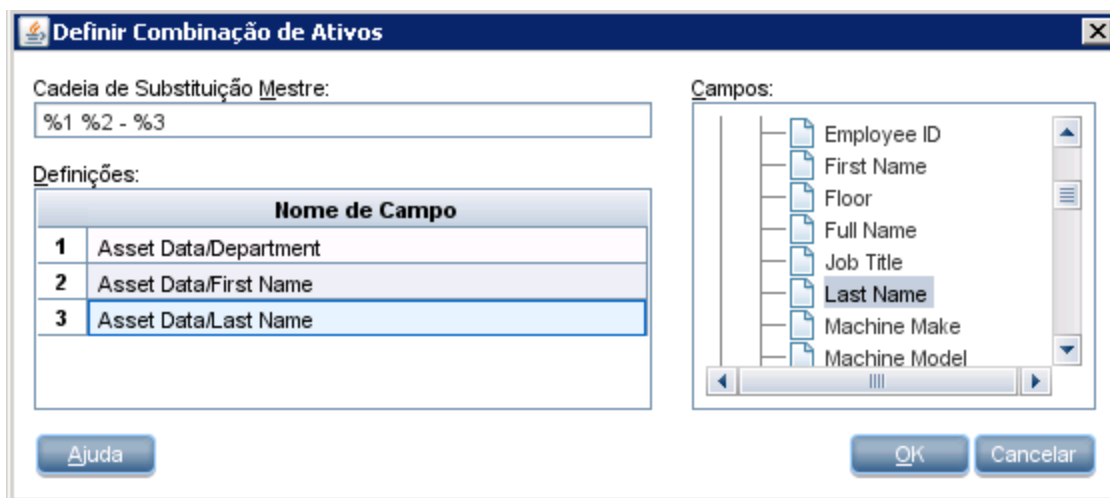 Definir Combinação de Ativos
Cadeia de Substituição Mestre:
%1 %2 - %3
Definições:
Nome de Campo
1 Asset Data/Department
2 Asset Data/First Name
3 Asset Data/Last Name
Campos:
Employee ID
First Name
Floor
Full Name
Job Title
Last Name
Machine Make
Machine Model
Ajuda
OK
Cancelar